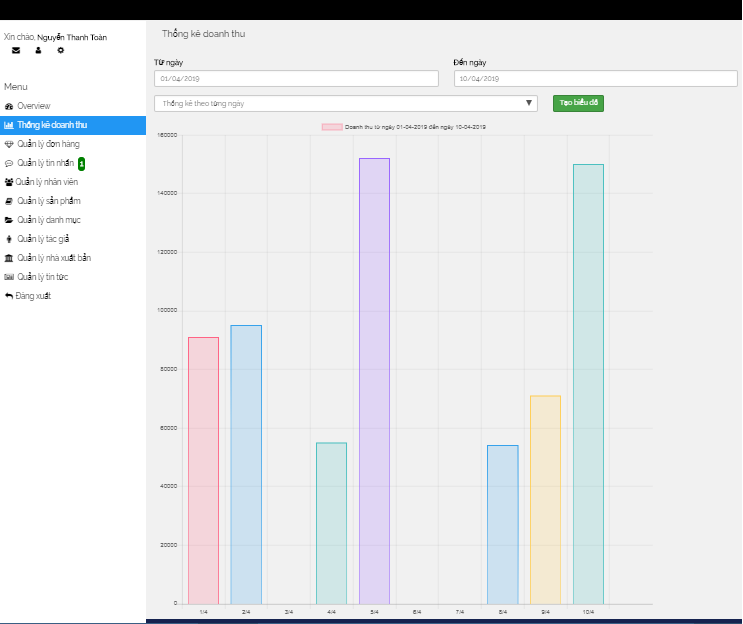 Xin chào, Nguyễn Thanh Toàn
Menu
Overview
Thống kê doanh thu
Quản lý đơn hàng
Quản lý tin nhắn 1
Quản lý nhân viên
Quản lý sản phẩm
Quản lý danh mục
Quản lý tác giả
Quản lý nhà xuất bản
Quản lý tin tức
Đăng xuất
Thống kê doanh thu
Từ ngày
Đến ngày
01/04/2019
10/04/2019
Thống kê theo từng ngày
Tạo biểu đồ
Doanh thu từ ngày 01-04-2019 đến ngày 10-04-2019
160000
140000
120000
100000
80000
60000
40000
20000
0
1/4 2/4 3/4 4/4 5/4 6/4 7/4 8/4 9/4 10/4